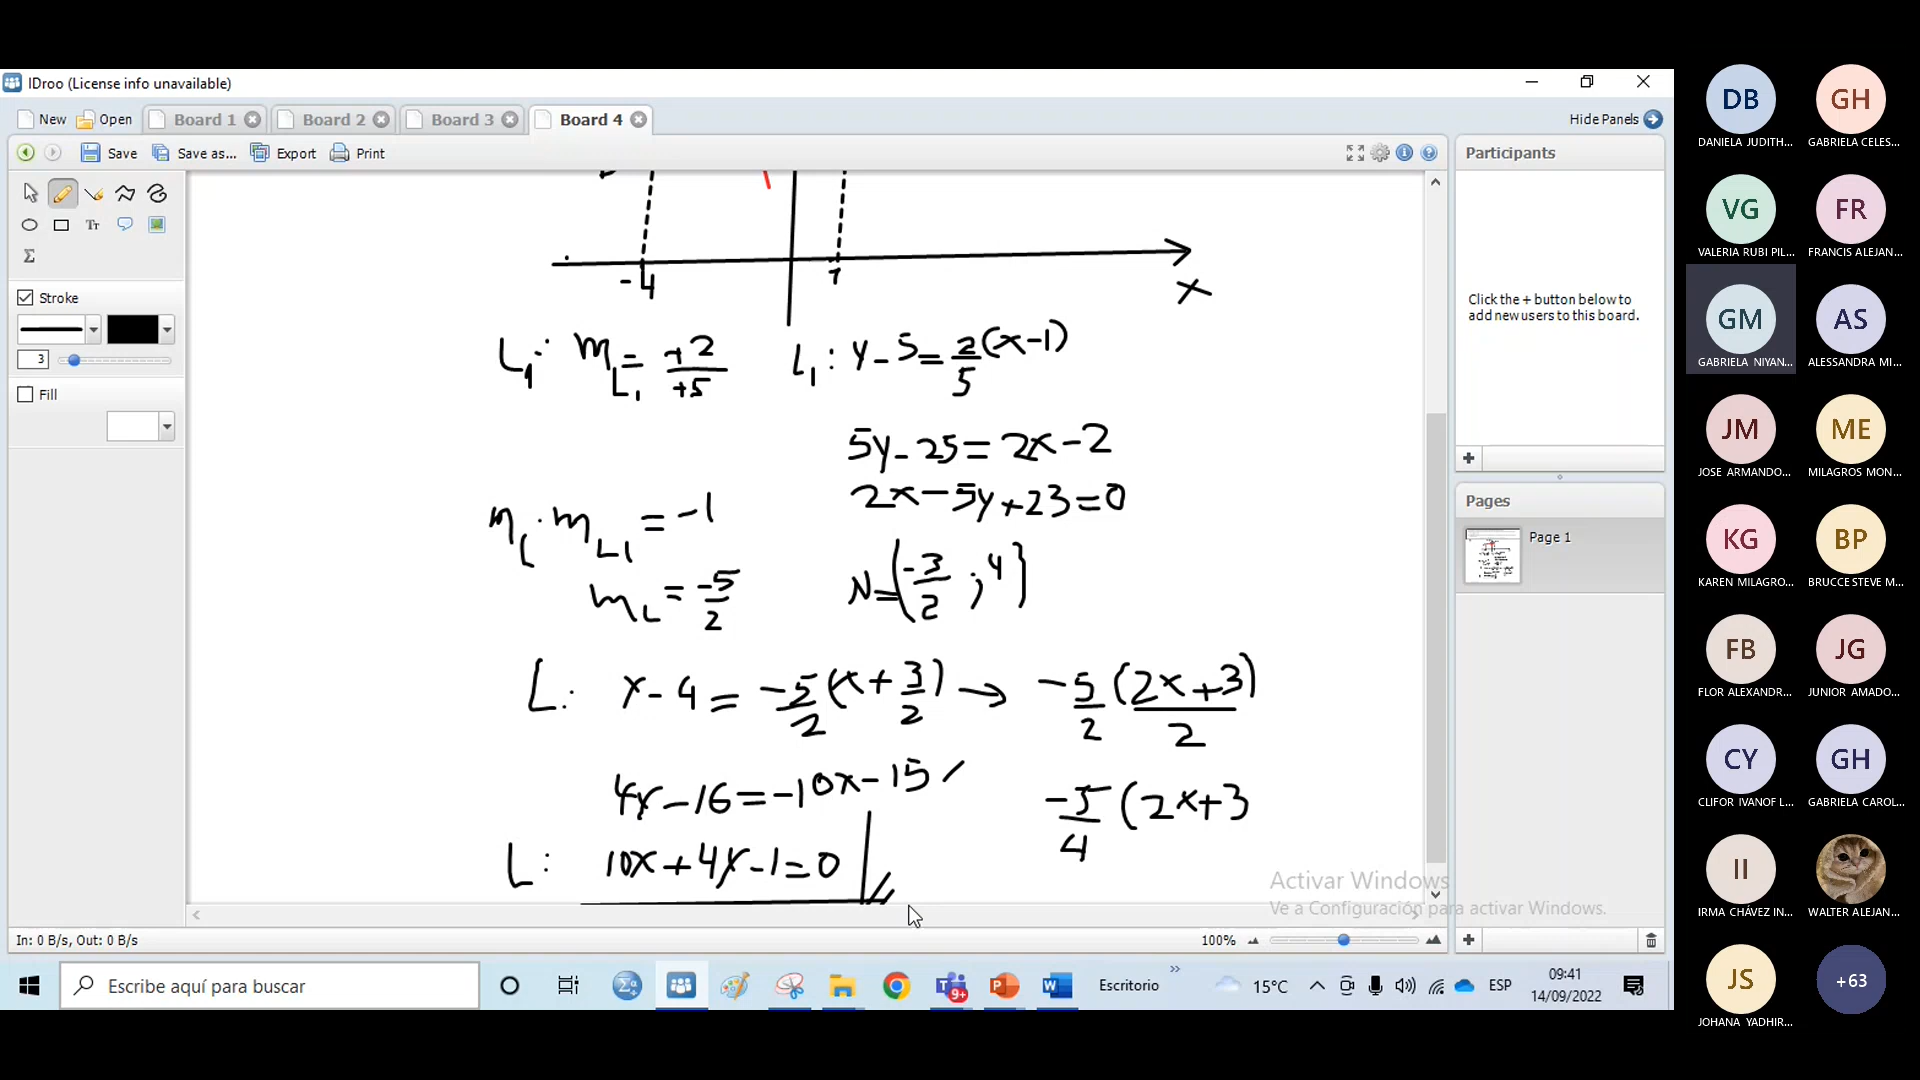 IDroo (License info unavailable)
New Open Board 1 Board 2 Board 3 Board 4 Hide Panels
Save Save as... Export Print
Tr
Σ
Stroke
3
Fill
-4 1
x
L₁: m_L₁ = +2/+5 L₁: y-5 = 2/5 (x-1)
5y-25 = 2x-2
2x-5y+23=0
m_L · m_L1 = -1
m_L = -5/2 N = (-3/2 ; 4)
L: y-4 = -5/2 (x+3/2) → -5/2 (2x+3)/2
4y-16 = -10x-15 -5/4 (2x+3
L: 10x+4y-1=0
Activar Windows
Ve a Configuración para activar Windows.
Participants
Click the + button below to
add new users to this board.
Pages
Page 1
In: 0 B/s, Out: 0 B/s 100%
Escribe aquí para buscar 9+ Escritorio » 15°C ESP 09:41
14/09/2022
DB GH
DANIELA JUDITH... GABRIELA CELES...
VG FR
VALERIA RUBI PIL... FRANCIS ALEJAN...
GM AS
GABRIELA NIYAN... ALESSANDRA MI...
JM ME
JOSE ARMANDO... MILAGROS MON...
KG BP
KAREN MILAGRO... BRUCCE STEVE M...
FB JG
FLOR ALEXANDR... JUNIOR AMADO...
CY GH
CLIFOR IVANOF L... GABRIELA CAROL...
II
IRMA CHÁVEZ IN... WALTER ALEJAN...
JS +63
JOHANA YADHIR...